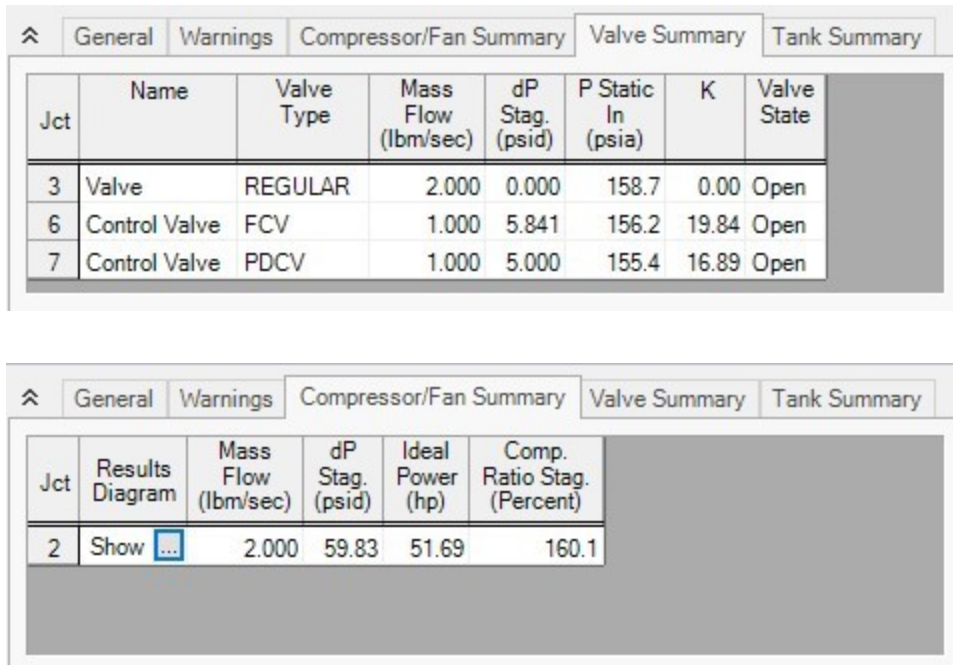 General Warnings Compressor/Fan Summary Valve Summary Tank Summary
Jct Name Valve Type Mass Flow (lbm/sec) dP Stag. (psid) P Static In (psia) K Valve State
3 Valve REGULAR 2.000 0.000 158.7 0.00 Open
6 Control Valve FCV 1.000 5.841 156.2 19.84 Open
7 Control Valve PDCV 1.000 5.000 155.4 16.89 Open
General Warnings Compressor/Fan Summary Valve Summary Tank Summary
Jct Results Diagram Mass Flow (lbm/sec) dP Stag. (psid) Ideal Power (hp) Comp. Ratio Stag. (Percent)
2 Show ... 2.000 59.83 51.69 160.1